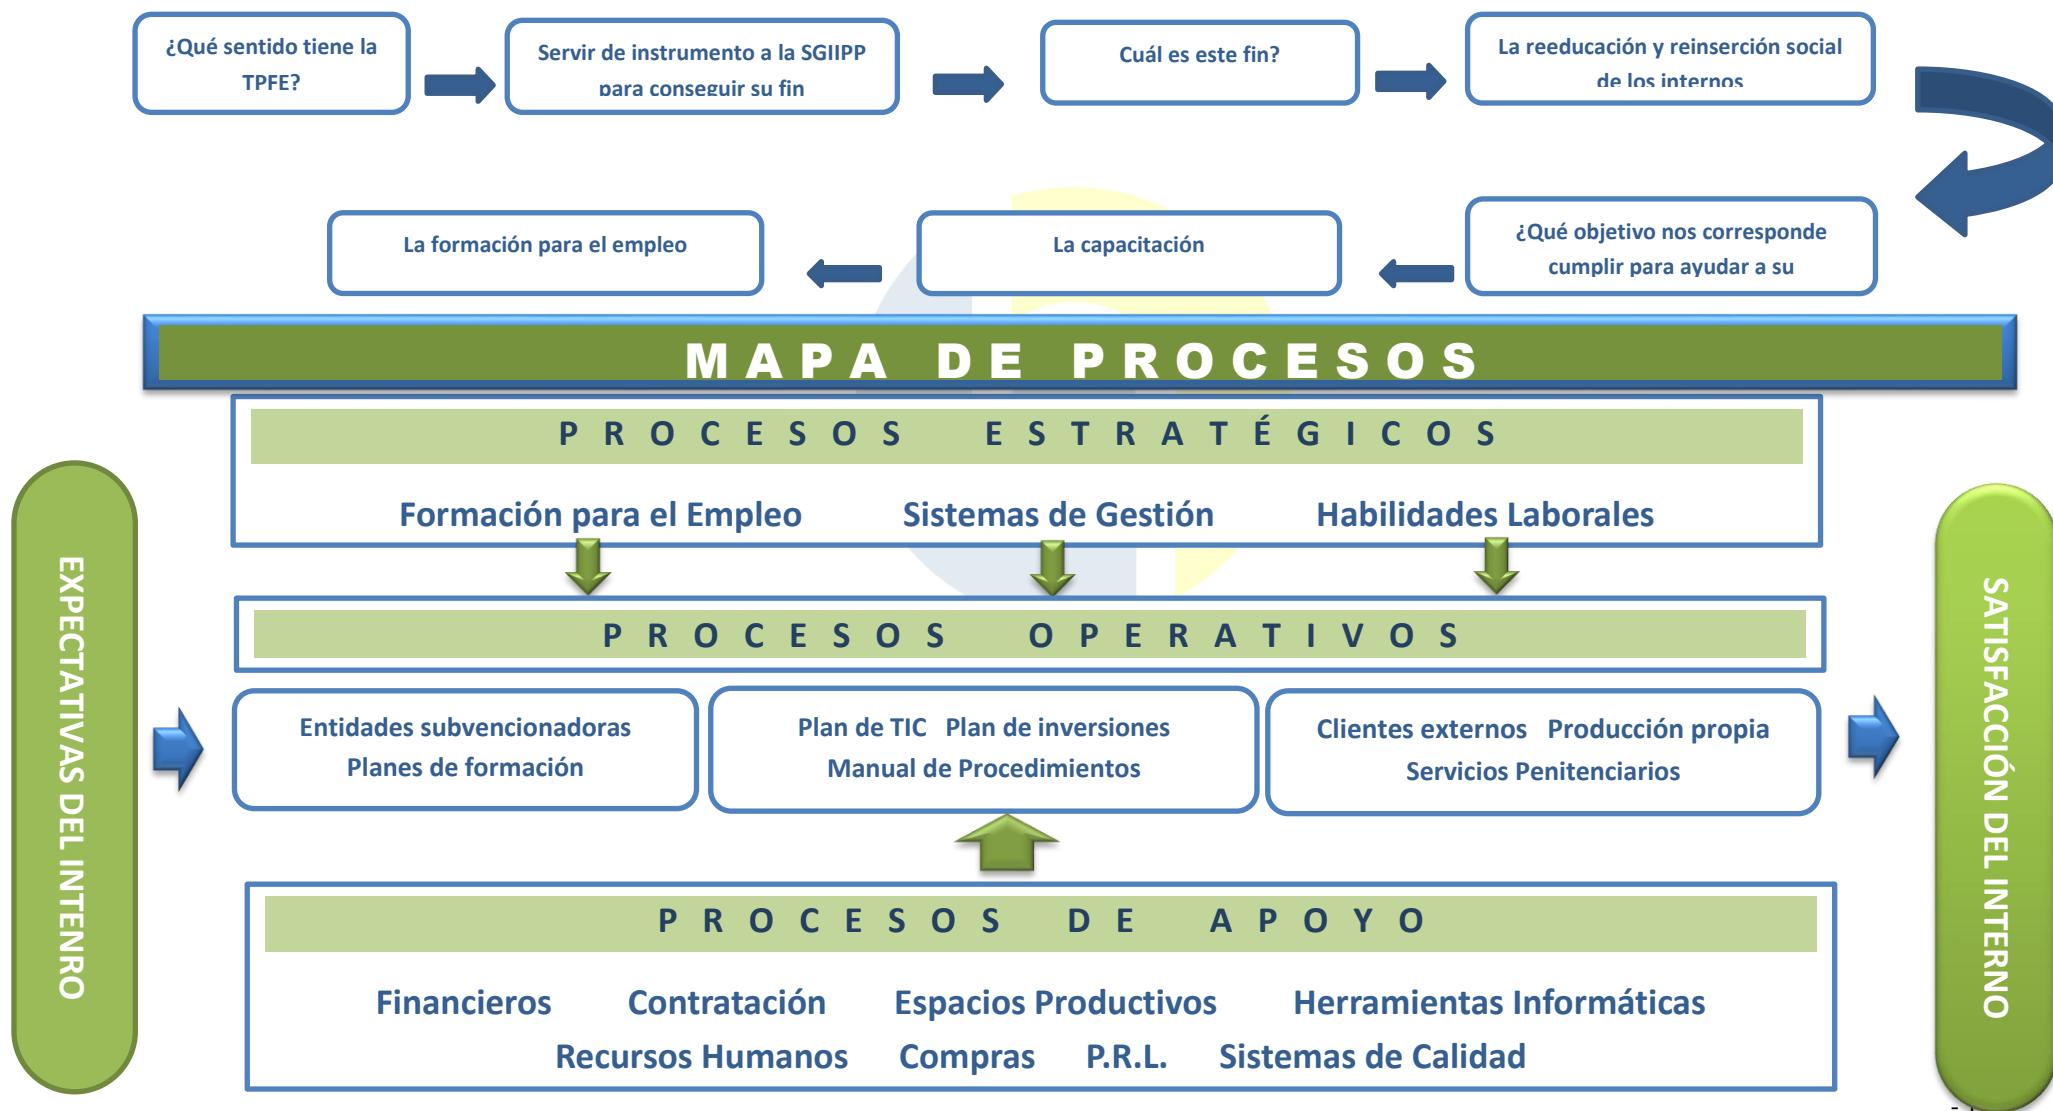 ¿Qué sentido tiene la
TPFE?
Servir de instrumento a la SGIIPP
para conseguir su fin
Cuál es este fin?
La reeducación y reinserción social
de los internos
¿Qué objetivo nos corresponde
cumplir para ayudar a su
La capacitación
La formación para el empleo
MAPA DE PROCESOS
PROCESOS ESTRATÉGICOS
Formación para el Empleo Sistemas de Gestión Habilidades Laborales
EXPECTATIVAS DEL INTENRO
PROCESOS OPERATIVOS
Entidades subvencionadoras
Planes de formación
Plan de TIC Plan de inversiones
Manual de Procedimientos
Clientes externos Producción propia
Servicios Penitenciarios
SATISFACCIÓN DEL INTERNO
PROCESOS DE APOYO
Financieros Contratación Espacios Productivos Herramientas Informáticas
Recursos Humanos Compras P.R.L. Sistemas de Calidad